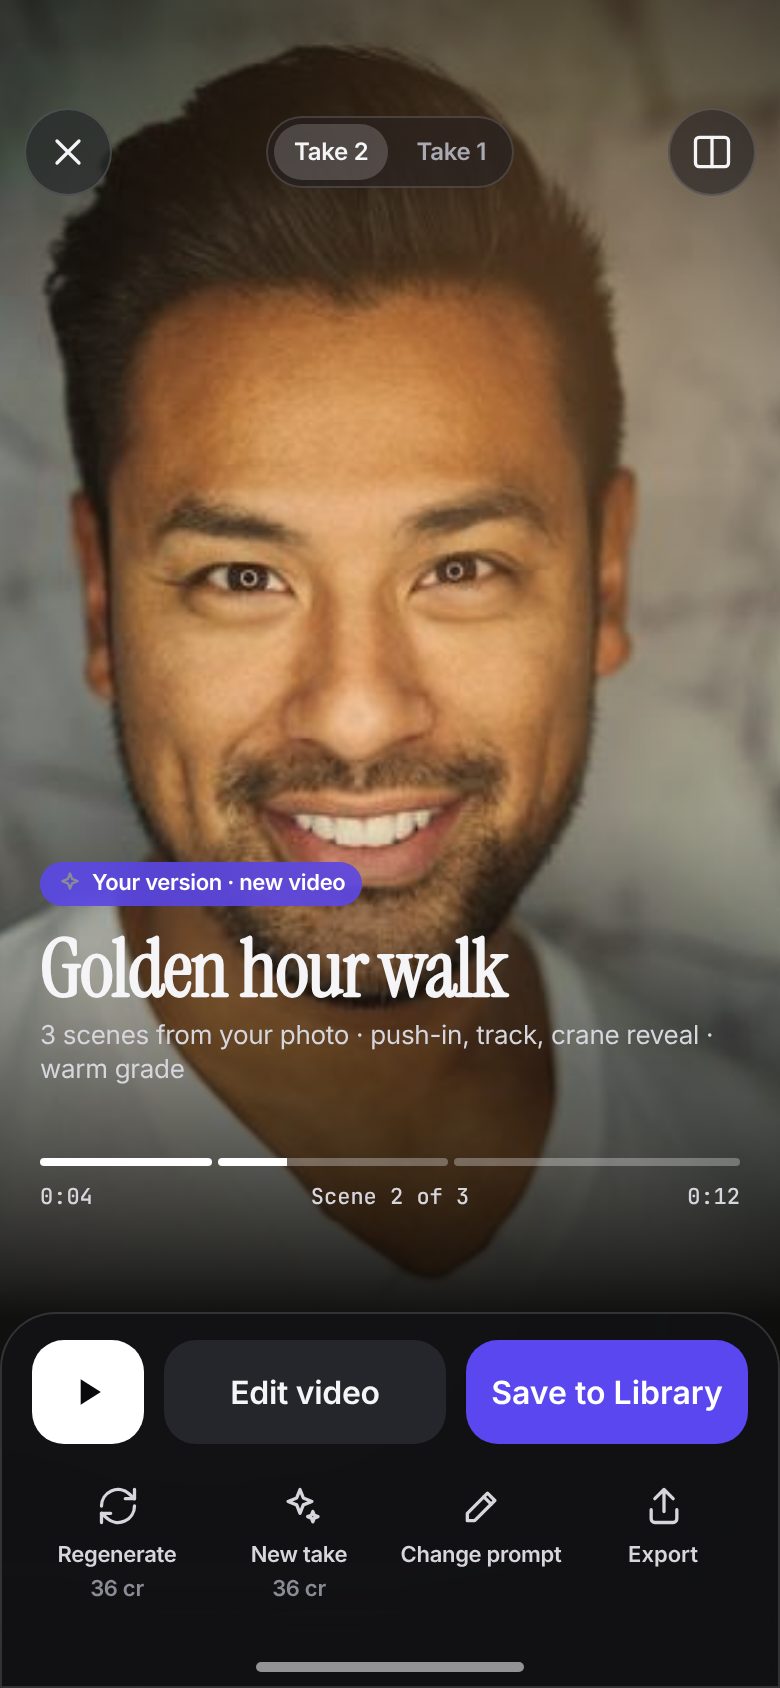 Take 2 Take 1
Your version · new video
Golden hour walk
3 scenes from your photo · push-in, track, crane reveal ·
warm grade
0:04 Scene 2 of 3 0:12
Edit video Save to Library
Regenerate New take Change prompt Export
36 cr 36 cr